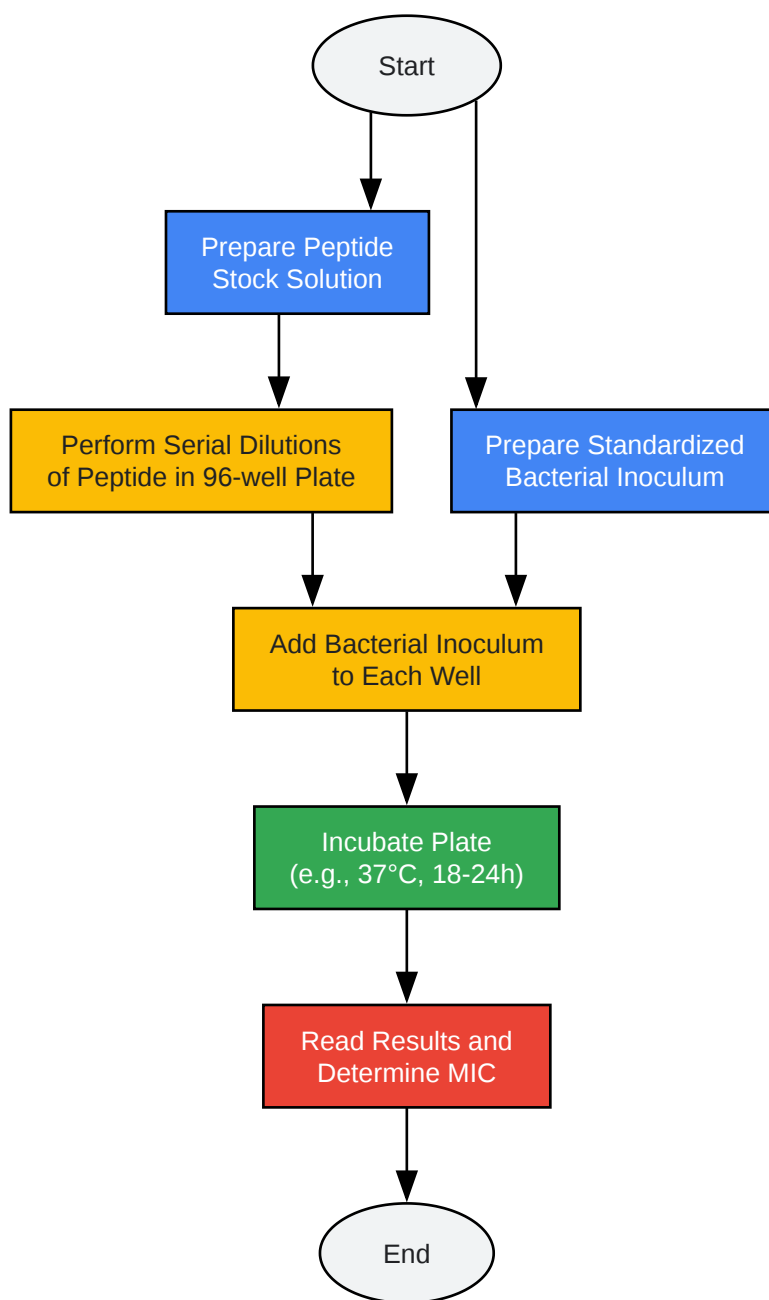 Start
Prepare Peptide
Stock Solution
Perform Serial Dilutions
of Peptide in 96-well Plate
Prepare Standardized
Bacterial Inoculum
Add Bacterial Inoculum
to Each Well
Incubate Plate
(e.g., 37°C, 18-24h)
Read Results and
Determine MIC
End